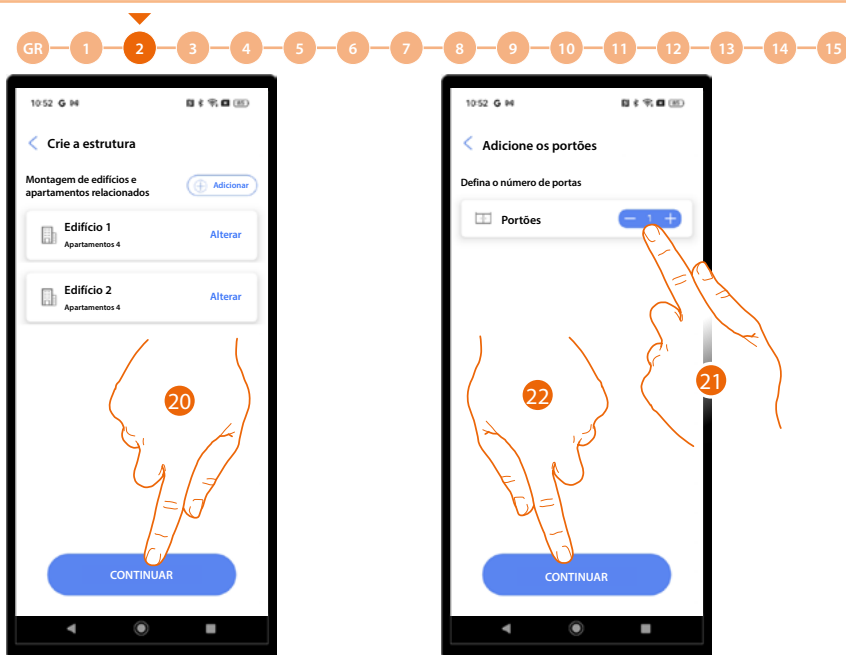 GR 1 2 3 4 5 6 7 8 9 10 11 12 13 14 15
10:52 G
Crie a estrutura
Montagem de edifícios e
apartamentos relacionados
Adicionar
Edifício 1
Apartamentos 4
Alterar
Edifício 2
Apartamentos 4
Alterar
20
CONTINUAR
10:52 G
Adicione os portões
Defina o número de portas
Portões
− 1 +
21
22
CONTINUAR